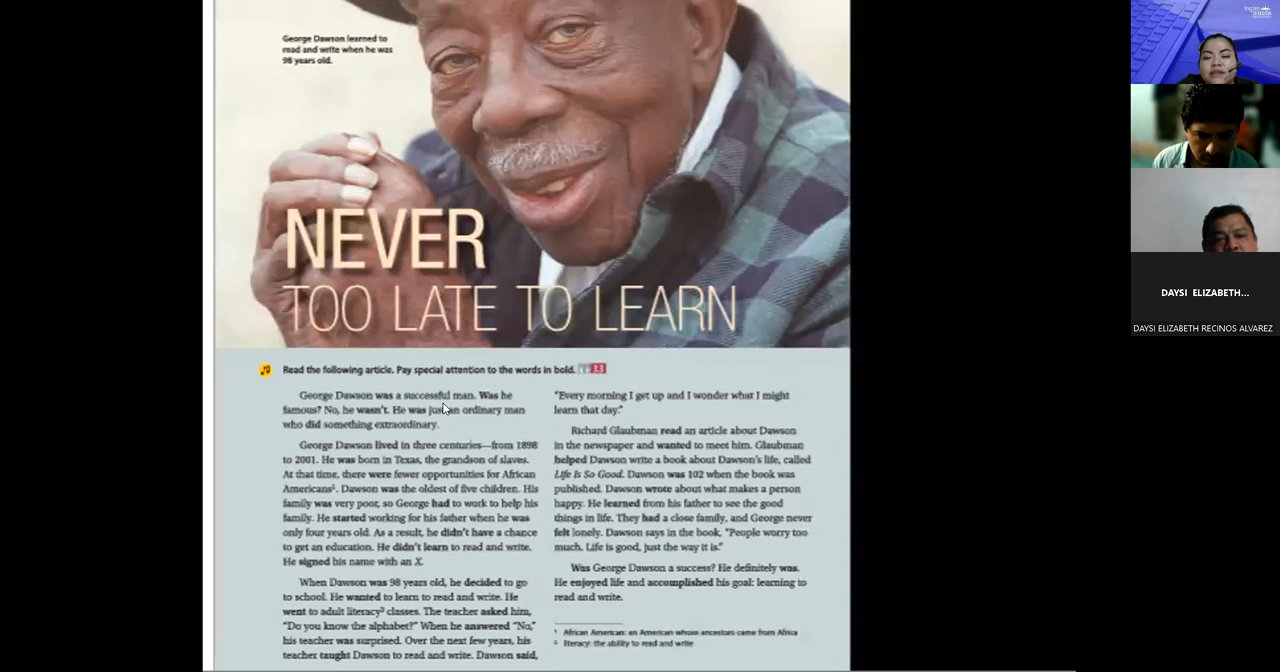 George Dawson learned to
read and write when he was
98 years old.
NEVER
TOO LATE TO LEARN
Read the following article. Pay special attention to the words in bold.
George Dawson was a successful man. Was he
famous? No, he wasn't. He was just an ordinary man
who did something extraordinary.
George Dawson lived in three centuries—from 1898
to 2001. He was born in Texas, the grandson of slaves.
At that time, there were fewer opportunities for African
Americans¹. Dawson was the oldest of five children. His
family was very poor, so George had to work to help his
family. He started working for his father when he was
only four years old. As a result, he didn't have a chance
to get an education. He didn't learn to read and write.
He signed his name with an X.
When Dawson was 98 years old, he decided to go
to school. He wanted to learn to read and write. He
went to adult literacy² classes. The teacher asked him,
"Do you know the alphabet?" When he answered "No,"
his teacher was surprised. Over the next few years, his
teacher taught Dawson to read and write. Dawson said,
"Every morning I get up and I wonder what I might
learn that day."
Richard Glaubman read an article about Dawson
in the newspaper and wanted to meet him. Glaubman
helped Dawson write a book about Dawson's life, called
Life Is So Good. Dawson was 102 when the book was
published. Dawson wrote about what makes a person
happy. He learned from his father to see the good
things in life. They had a close family, and George never
felt lonely. Dawson says in the book, "People worry too
much. Life is good, just the way it is."
Was George Dawson a success? He definitely was.
He enjoyed life and accomplished his goal: learning to
read and write.
¹ African American: an American whose ancestors came from Africa
² literacy: the ability to read and write
DAYSI ELIZABETH...
DAYSI ELIZABETH RECINOS ALVAREZ